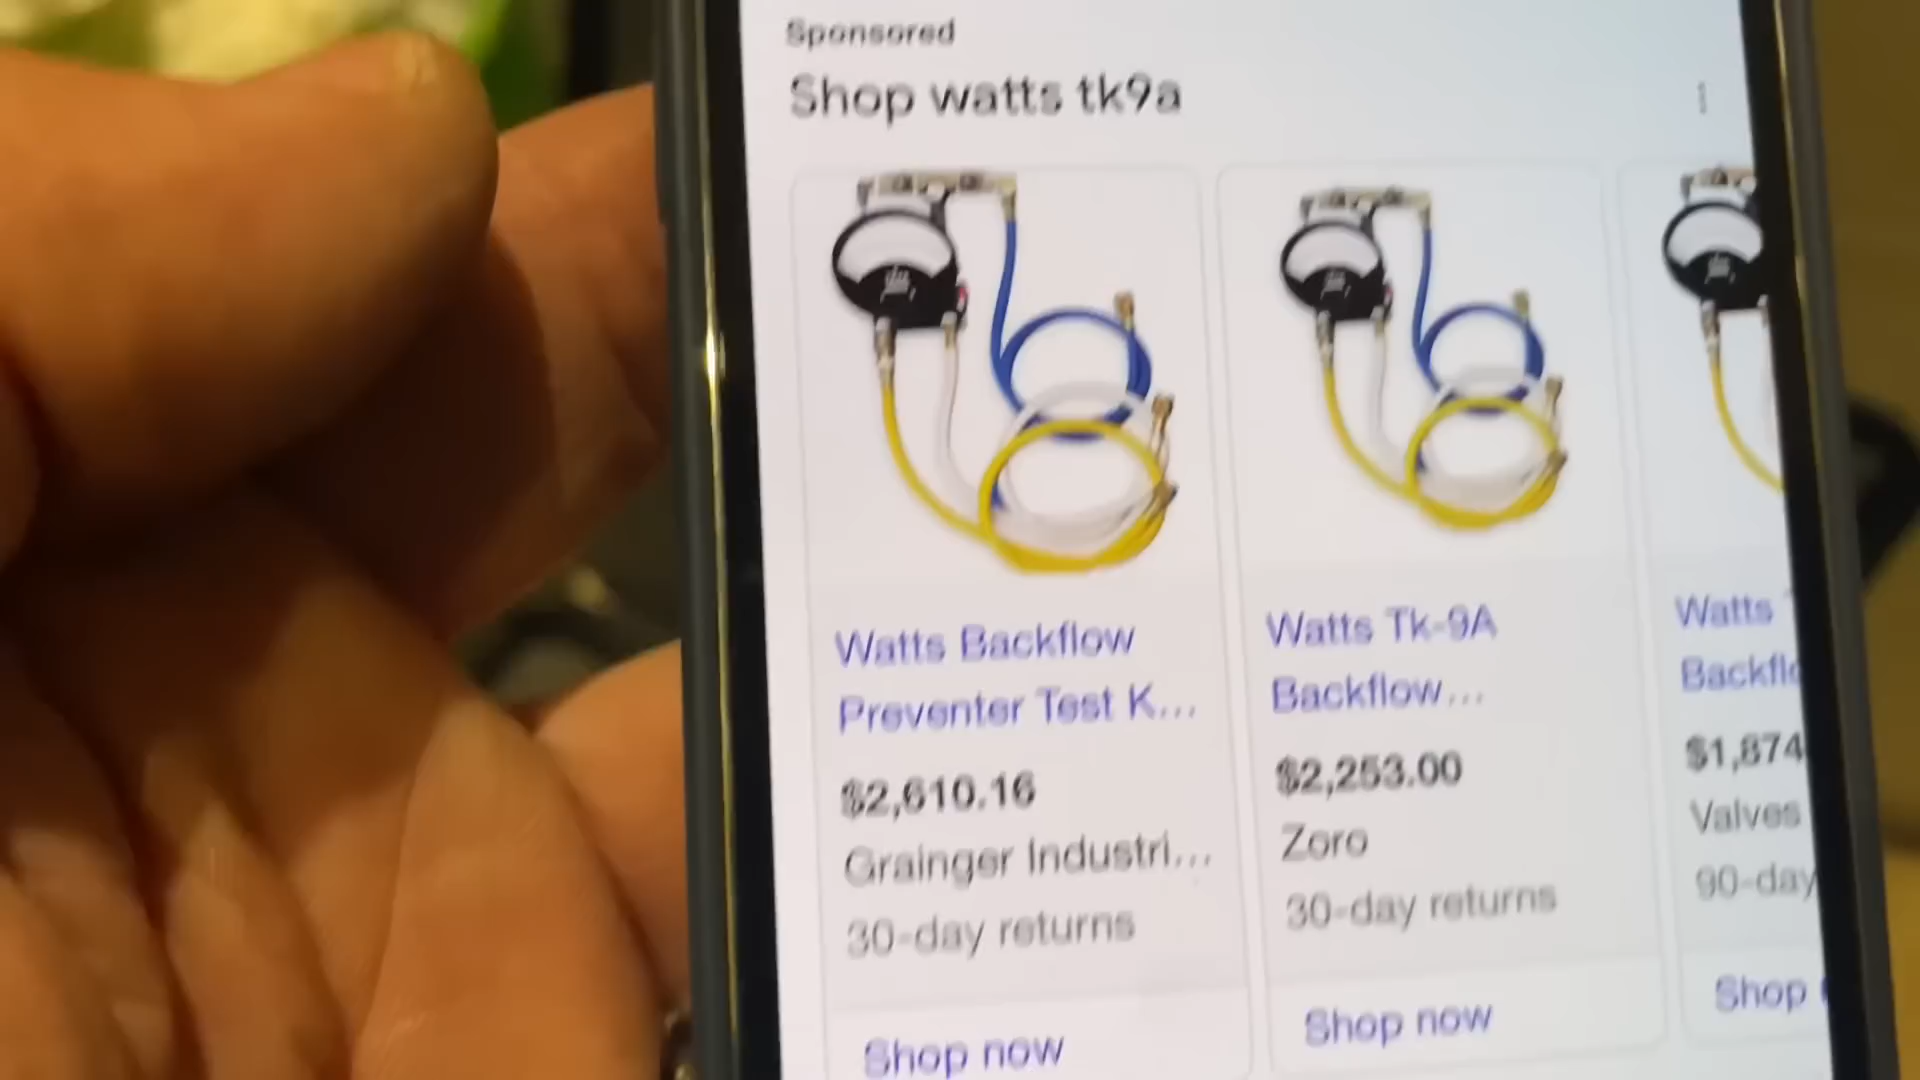 Sponsored
Shop watts tk9a
Watts Backflow
Preventer Test K...
$2,610.16
Grainger Industri...
30-day returns
Shop now
Watts Tk-9A
Backflow...
$2,253.00
Zoro
30-day returns
Shop now
Watts
Backflo
$1,874
Valves
90-day
Shop